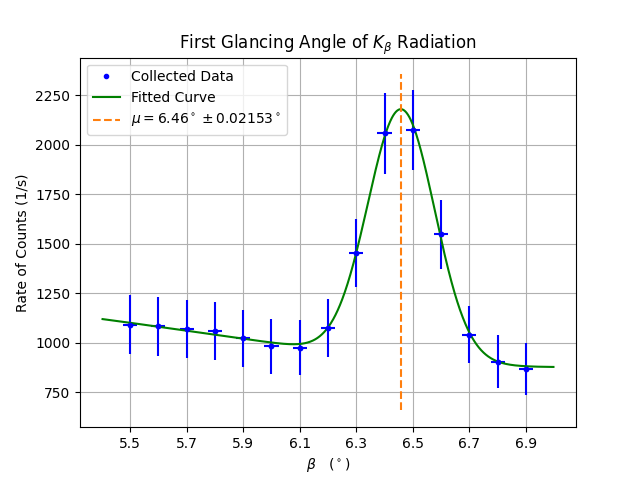 First Glancing Angle of Kβ Radiation
Collected Data
Fitted Curve
μ = 6.46° ± 0.02153°
Rate of Counts (1/s)
2250
2000
1750
1500
1250
1000
750
5.5 5.7 5.9 6.1 6.3 6.5 6.7 6.9
β (°)